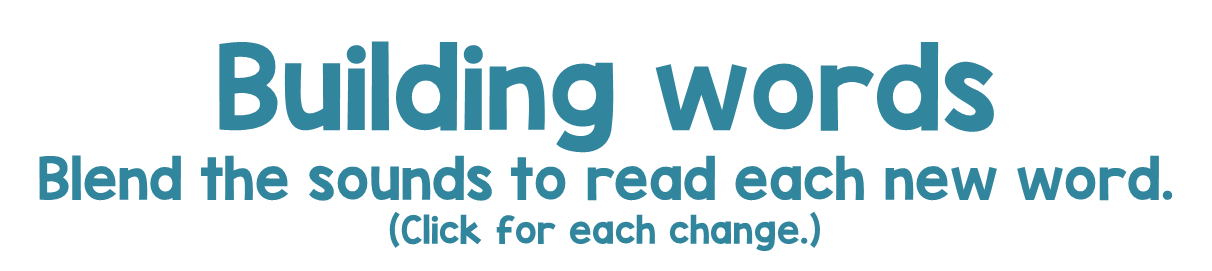 Building words
Blend the sounds to read each new word.
(Click for each change.)